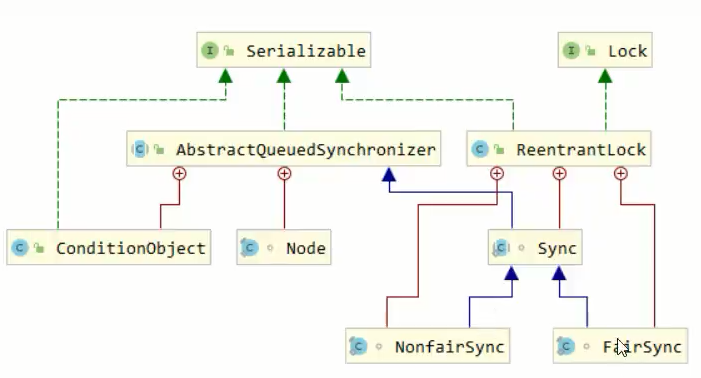 I Serializable
I Lock
C AbstractQueuedSynchronizer
C ReentrantLock
C ConditionObject
C Node
C Sync
C NonfairSync
C FairSync